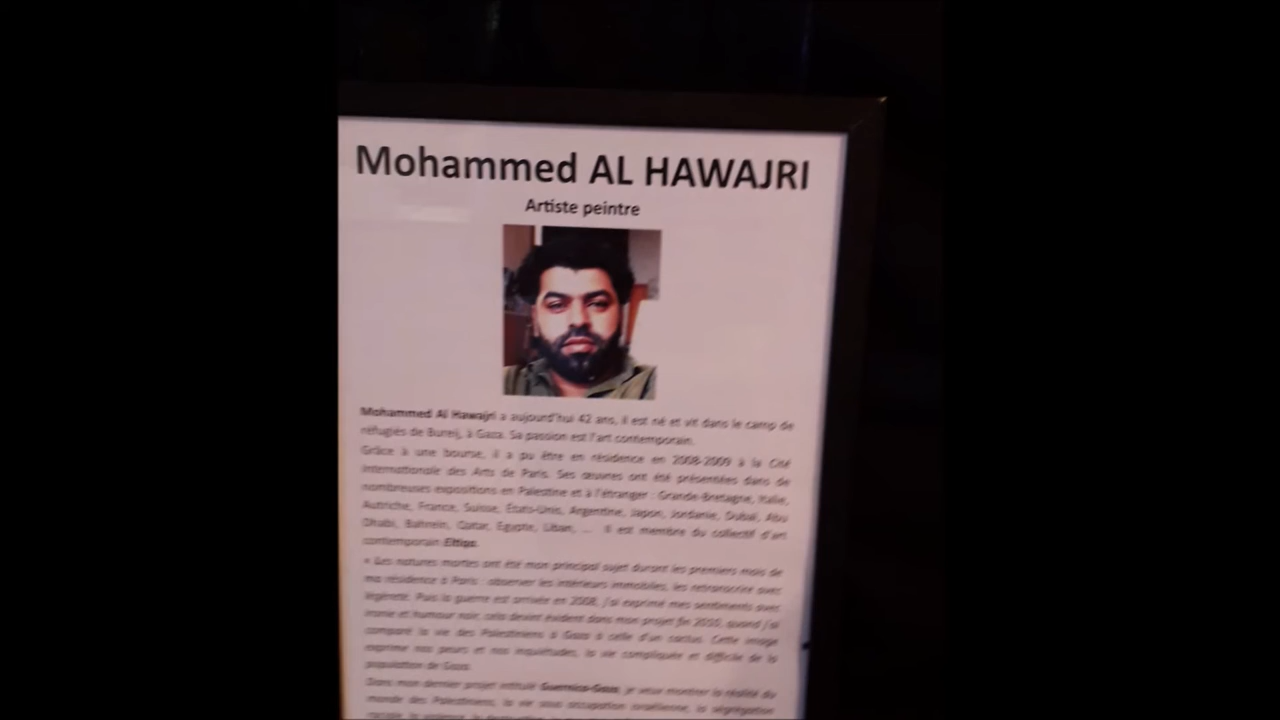 Mohammed AL HAWAJRI
Artiste peintre
Mohammed Al Hawajri a aujourd'hui 42 ans, il est né et vit dans le camp de
réfugiés de Bureij, à Gaza. Sa passion est l'art contemporain.
Grâce à une bourse, il a pu être en résidence en 2008-2009 à la Cité
Internationale des Arts de Paris. Ses œuvres ont été présentées dans de
nombreuses expositions en Palestine et à l'étranger : Grande-Bretagne, Italie,
Autriche, France, Suisse, États-Unis, Argentine, Japon, Jordanie, Dubaï, Abu
Dhabi, Bahreïn, Qatar, Egypte, Liban, ... Il est membre du collectif d'art
contemporain Eltiqa.
« Les natures mortes ont été mon principal sujet durant les premiers mois de
ma résidence à Paris : observer les intérieurs immobiles, les retranscrire avec
légèreté. Puis la guerre est arrivée en 2008, j'ai exprimé mes sentiments avec
ironie et humour noir, cela devint évident dans mon projet fin 2010, quand j'ai
comparé la vie des Palestiniens à Gaza à celle d'un cactus. Cette image
exprime nos peurs et nos inquiétudes, la vie compliquée et difficile de la
population de Gaza.
Dans mon dernier projet intitulé Guernica-Gaza, je veux montrer la réalité du
monde des Palestiniens, la vie sous occupation israélienne, la ségrégation
raciale, la violence, la destruction,